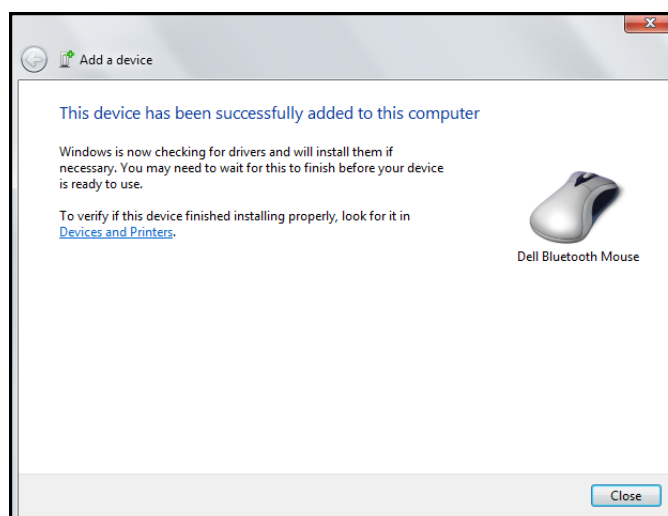 Add a device
This device has been successfully added to this computer
Windows is now checking for drivers and will install them if
necessary. You may need to wait for this to finish before your device
is ready to use.
To verify if this device finished installing properly, look for it in
Devices and Printers.
Dell Bluetooth Mouse
Close